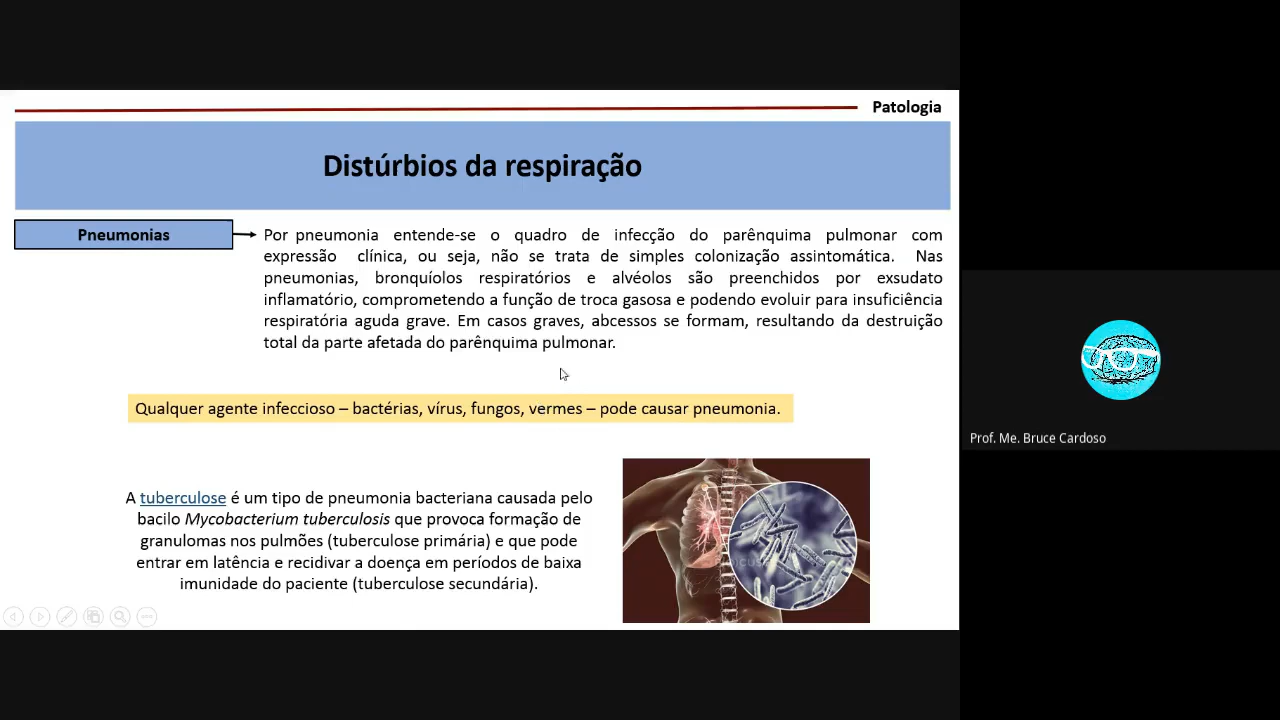 Patologia
Distúrbios da respiração
Pneumonias
Por pneumonia entende-se o quadro de infecção do parênquima pulmonar com
expressão clínica, ou seja, não se trata de simples colonização assintomática. Nas
pneumonias, bronquíolos respiratórios e alvéolos são preenchidos por exsudato
inflamatório, comprometendo a função de troca gasosa e podendo evoluir para insuficiência
respiratória aguda grave. Em casos graves, abcessos se formam, resultando da destruição
total da parte afetada do parênquima pulmonar.
Qualquer agente infeccioso – bactérias, vírus, fungos, vermes – pode causar pneumonia.
A tuberculose é um tipo de pneumonia bacteriana causada pelo
bacilo Mycobacterium tuberculosis que provoca formação de
granulomas nos pulmões (tuberculose primária) e que pode
entrar em latência e recidivar a doença em períodos de baixa
imunidade do paciente (tuberculose secundária).
Prof. Me. Bruce Cardoso